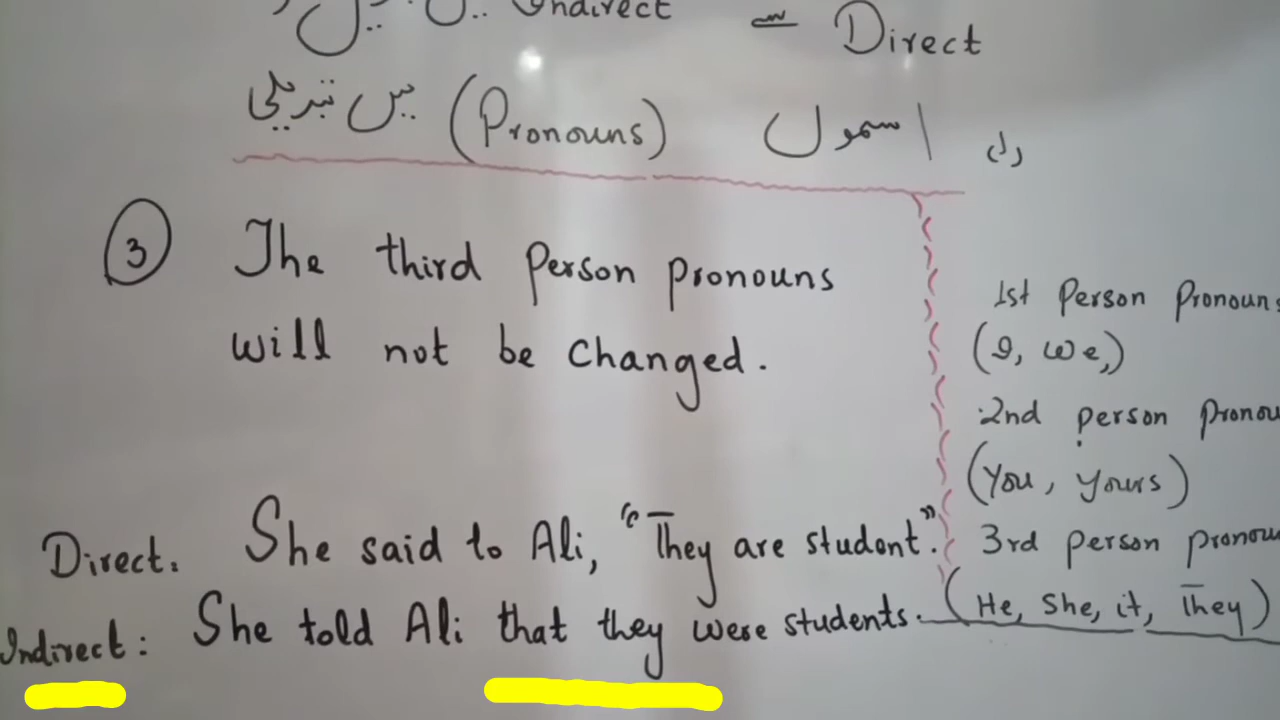 Indirect سے Direct
اسموں (Pronouns) میں تبدیلی
③ The third person pronouns
will not be changed.
1st person pronouns
(I, we,)
2nd person pronou
(you, yours)
3rd person pronou
(He, She, it, They)
Direct. She said to Ali, "They are student".
Indirect: She told Ali that they were students.